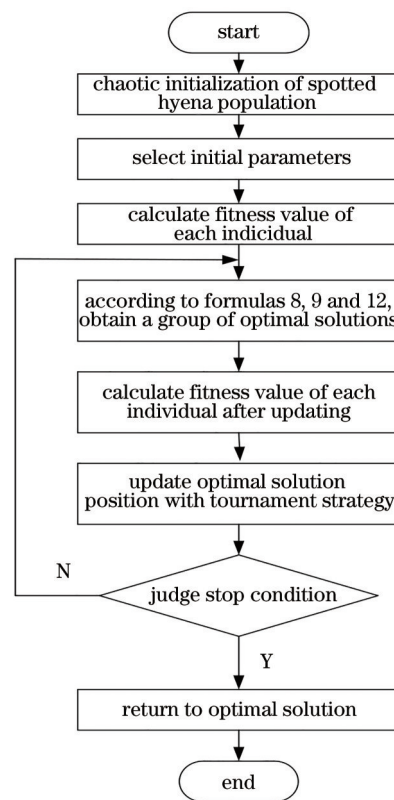 start
chaotic initialization of spotted
hyena population
select initial parameters
calculate fitness value of
each indicidual
according to formulas 8, 9 and 12,
obtain a group of optimal solutions
calculate fitness value of each
individual after updating
update optimal solution
position with tournament strategy
N
judge stop condition
Y
return to optimal solution
end